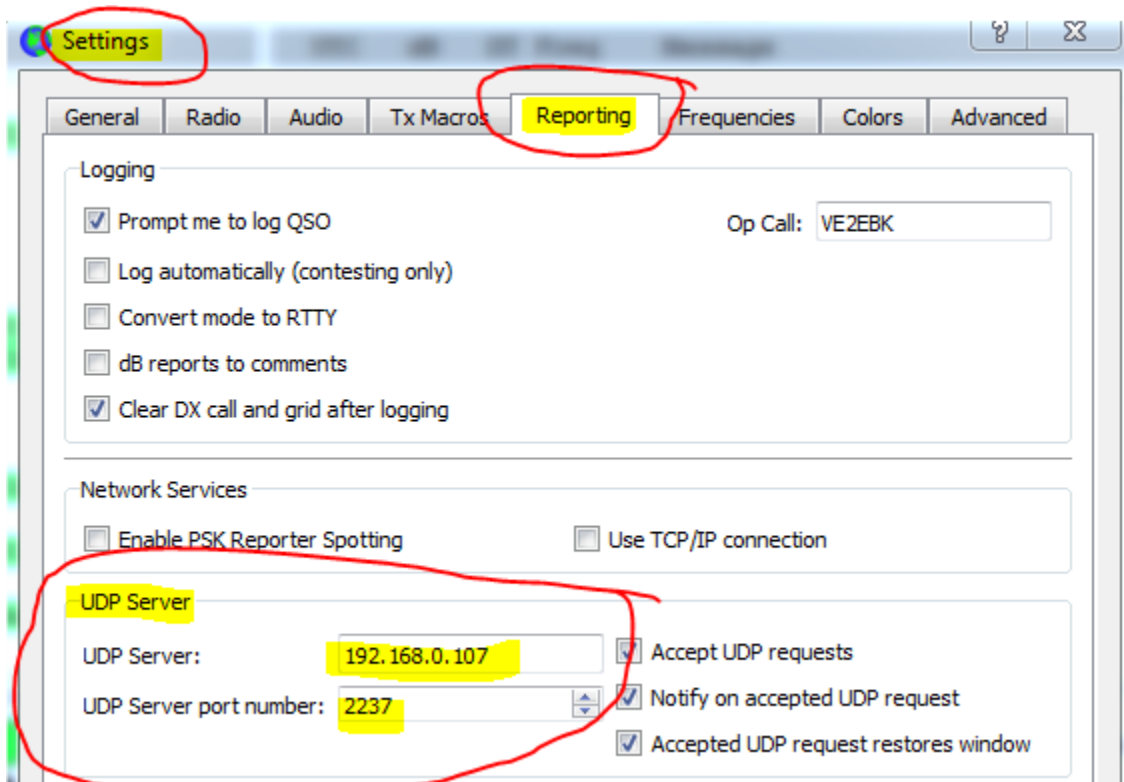 Settings
General Radio Audio Tx Macros Reporting Frequencies Colors Advanced
Logging
Prompt me to log QSO Op Call: VE2EBK
Log automatically (contesting only)
Convert mode to RTTY
dB reports to comments
Clear DX call and grid after logging
Network Services
Enable PSK Reporter Spotting Use TCP/IP connection
UDP Server
UDP Server: 192.168.0.107 Accept UDP requests
UDP Server port number: 2237 Notify on accepted UDP request
Accepted UDP request restores window